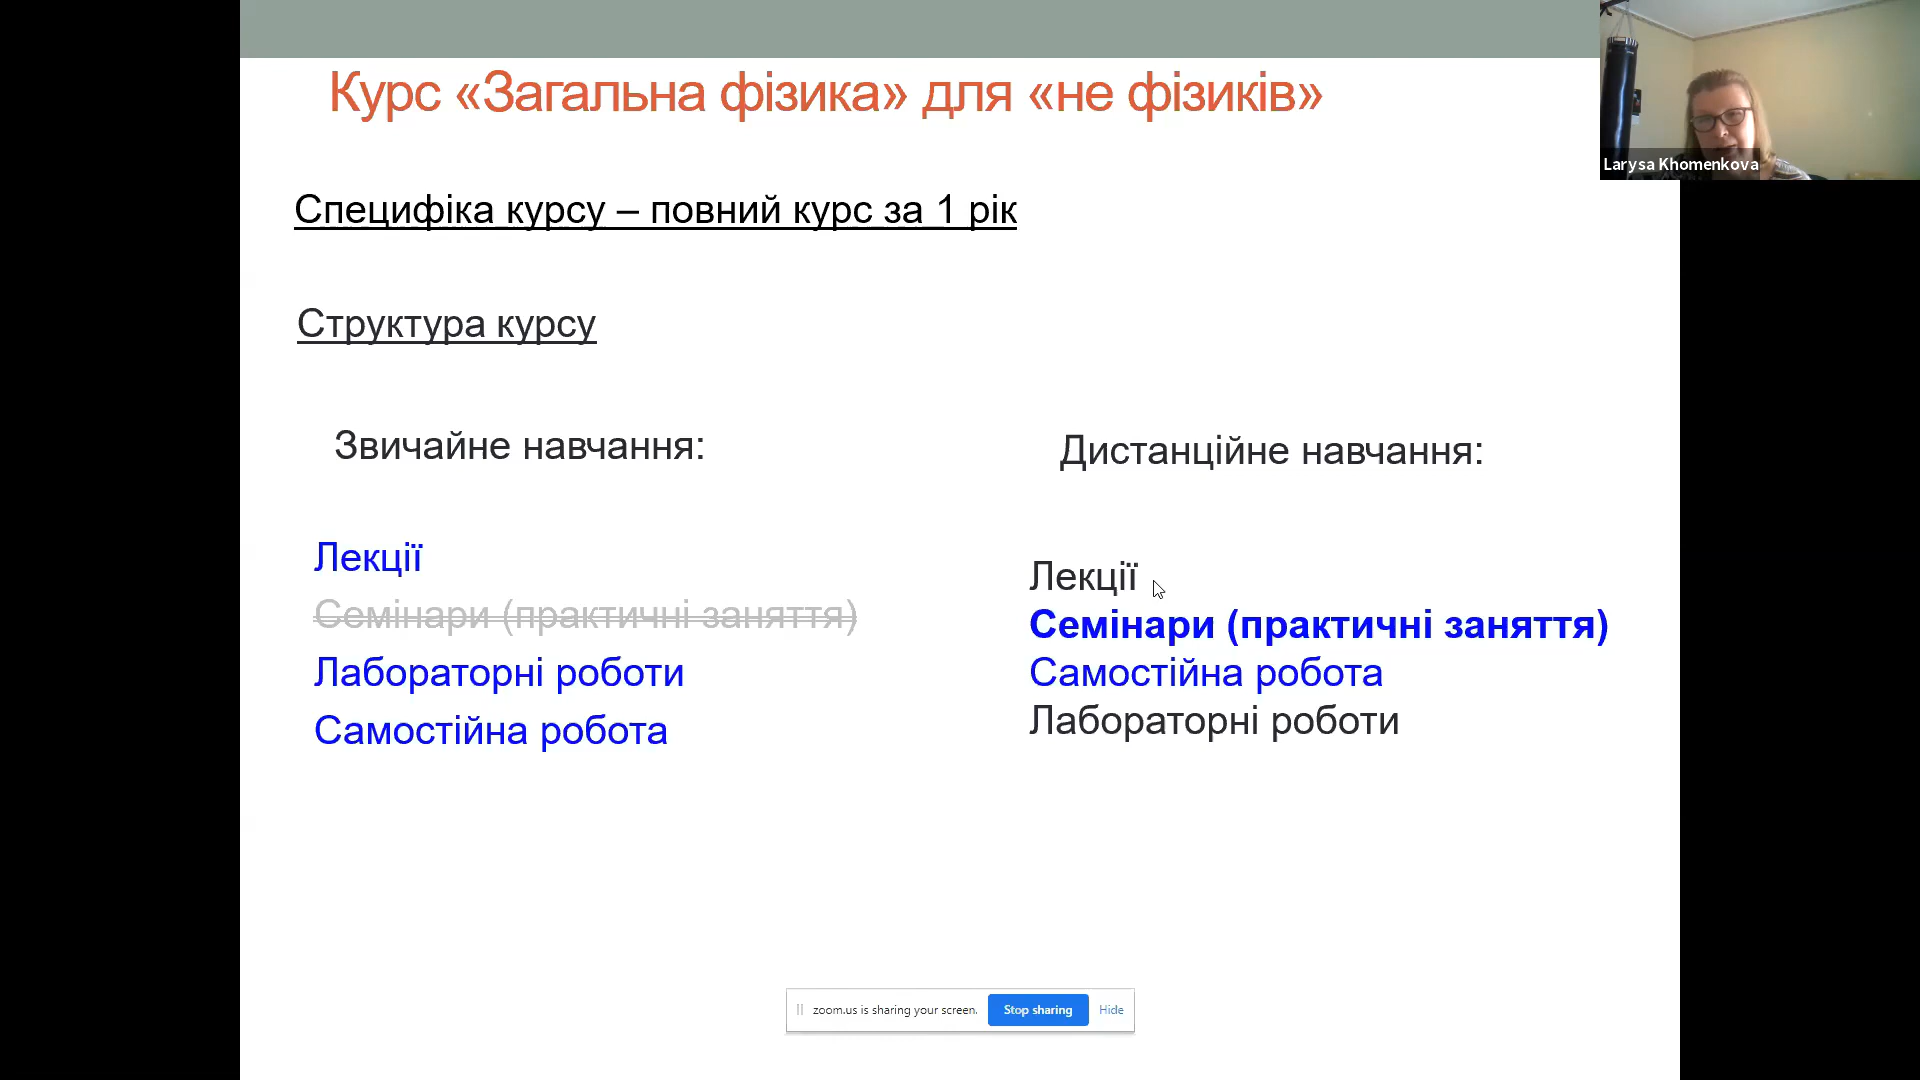 Курс «Загальна фізика» для «не фізиків»
Larysa Khomenkova
Специфіка курсу – повний курс за 1 рік
Структура курсу
Звичайне навчання:
Лекції
Семінари (практичні заняття)
Лабораторні роботи
Самостійна робота
Дистанційне навчання:
Лекції
Семінари (практичні заняття)
Самостійна робота
Лабораторні роботи
zoom.us is sharing your screen. Stop sharing Hide